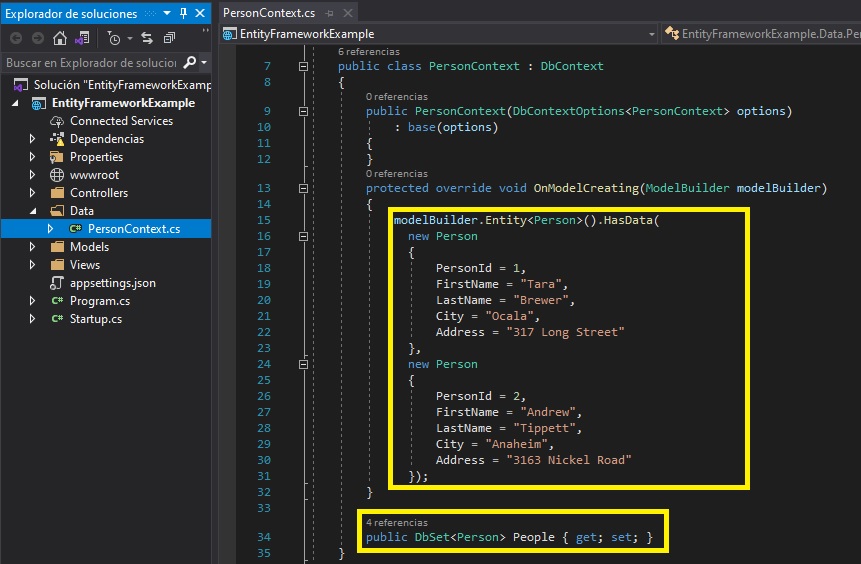 Explorador de soluciones
Buscar en Explorador de solucion
Solución "EntityFrameworkExamp
EntityFrameworkExample
Connected Services
Dependencias
Properties
wwwroot
Controllers
Data
C# PersonContext.cs
Models
Views
appsettings.json
C# Program.cs
C# Startup.cs
PersonContext.cs
EntityFrameworkExample
EntityFrameworkExample.Data.Pe
6 referencias
7 public class PersonContext : DbContext
8 {
0 referencias
9 public PersonContext(DbContextOptions<PersonContext> options)
10 : base(options)
11 {
12 }
0 referencias
13 protected override void OnModelCreating(ModelBuilder modelBuilder)
14 {
15 modelBuilder.Entity<Person>().HasData(
16 new Person
17 {
18 PersonId = 1,
19 FirstName = "Tara",
20 LastName = "Brewer",
21 City = "Ocala",
22 Address = "317 Long Street"
23 },
24 new Person
25 {
26 PersonId = 2,
27 FirstName = "Andrew",
28 LastName = "Tippett",
29 City = "Anaheim",
30 Address = "3163 Nickel Road"
31 });
32 }
33
4 referencias
34 public DbSet<Person> People { get; set; }
35 }